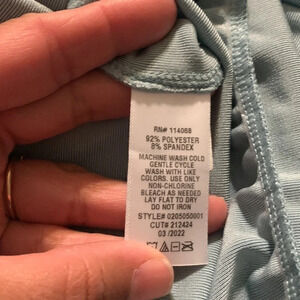 RN# 114068
92% POLYESTER
8% SPANDEX
MACHINE WASH COLD
GENTLE CYCLE
WASH WITH LIKE
COLORS. USE ONLY
NON-CHLORINE
BLEACH AS NEEDED
LAY FLAT TO DRY
DO NOT IRON
STYLE# 0205050001
CUT# 212424
03 /2022